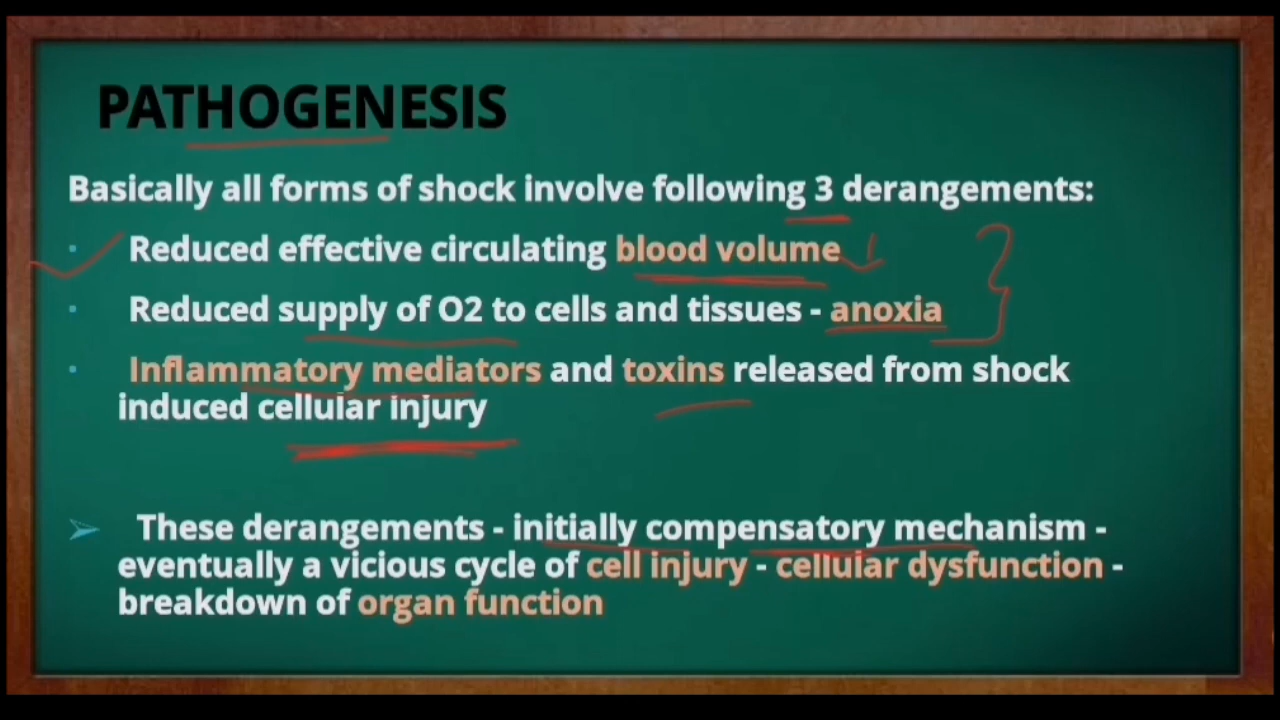 PATHOGENESIS
Basically all forms of shock involve following 3 derangements:
· Reduced effective circulating blood volume
· Reduced supply of O2 to cells and tissues - anoxia
· Inflammatory mediators and toxins released from shock
induced cellular injury
➢ These derangements - initially compensatory mechanism -
eventually a vicious cycle of cell injury - cellular dysfunction -
breakdown of organ function